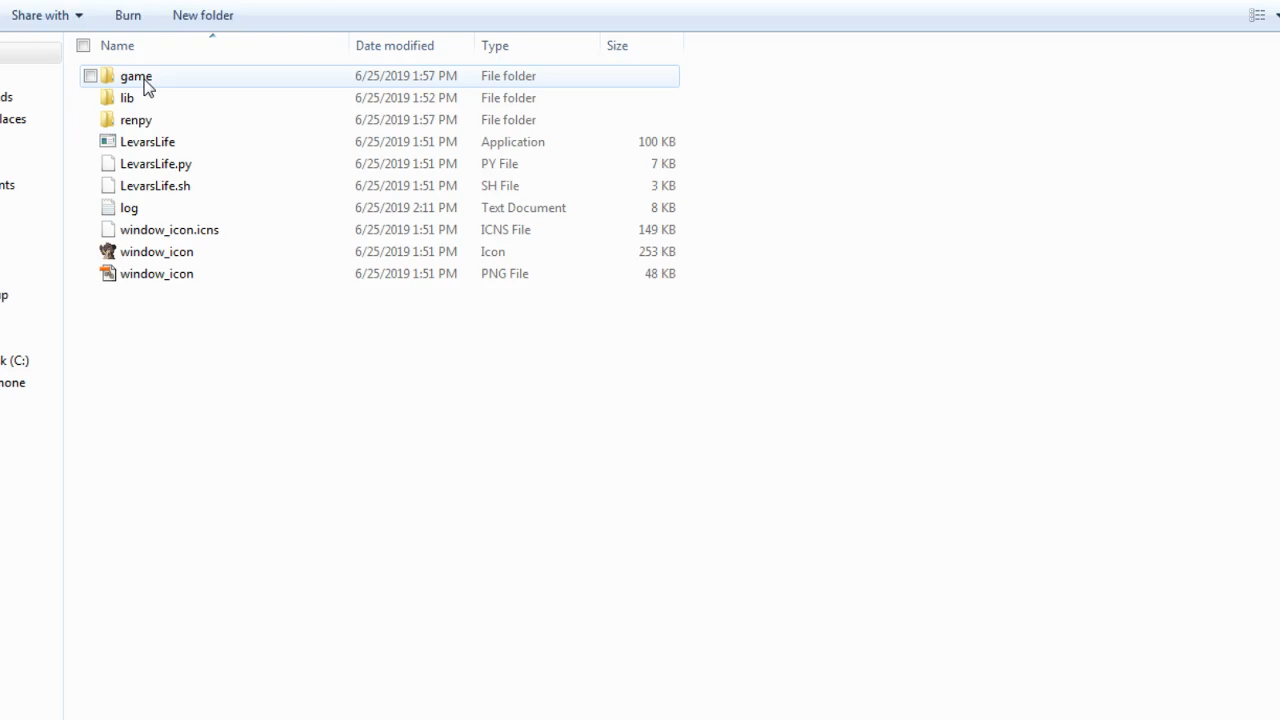 Share with Burn New folder
Name Date modified Type Size
game 6/25/2019 1:57 PM File folder
ds lib 6/25/2019 1:52 PM File folder
laces renpy 6/25/2019 1:57 PM File folder
LevarsLife 6/25/2019 1:51 PM Application 100 KB
LevarsLife.py 6/25/2019 1:51 PM PY File 7 KB
nts LevarsLife.sh 6/25/2019 1:51 PM SH File 3 KB
log 6/25/2019 2:11 PM Text Document 8 KB
window_icon.icns 6/25/2019 1:51 PM ICNS File 149 KB
window_icon 6/25/2019 1:51 PM Icon 253 KB
window_icon 6/25/2019 1:51 PM PNG File 48 KB
up
k (C:)
hone